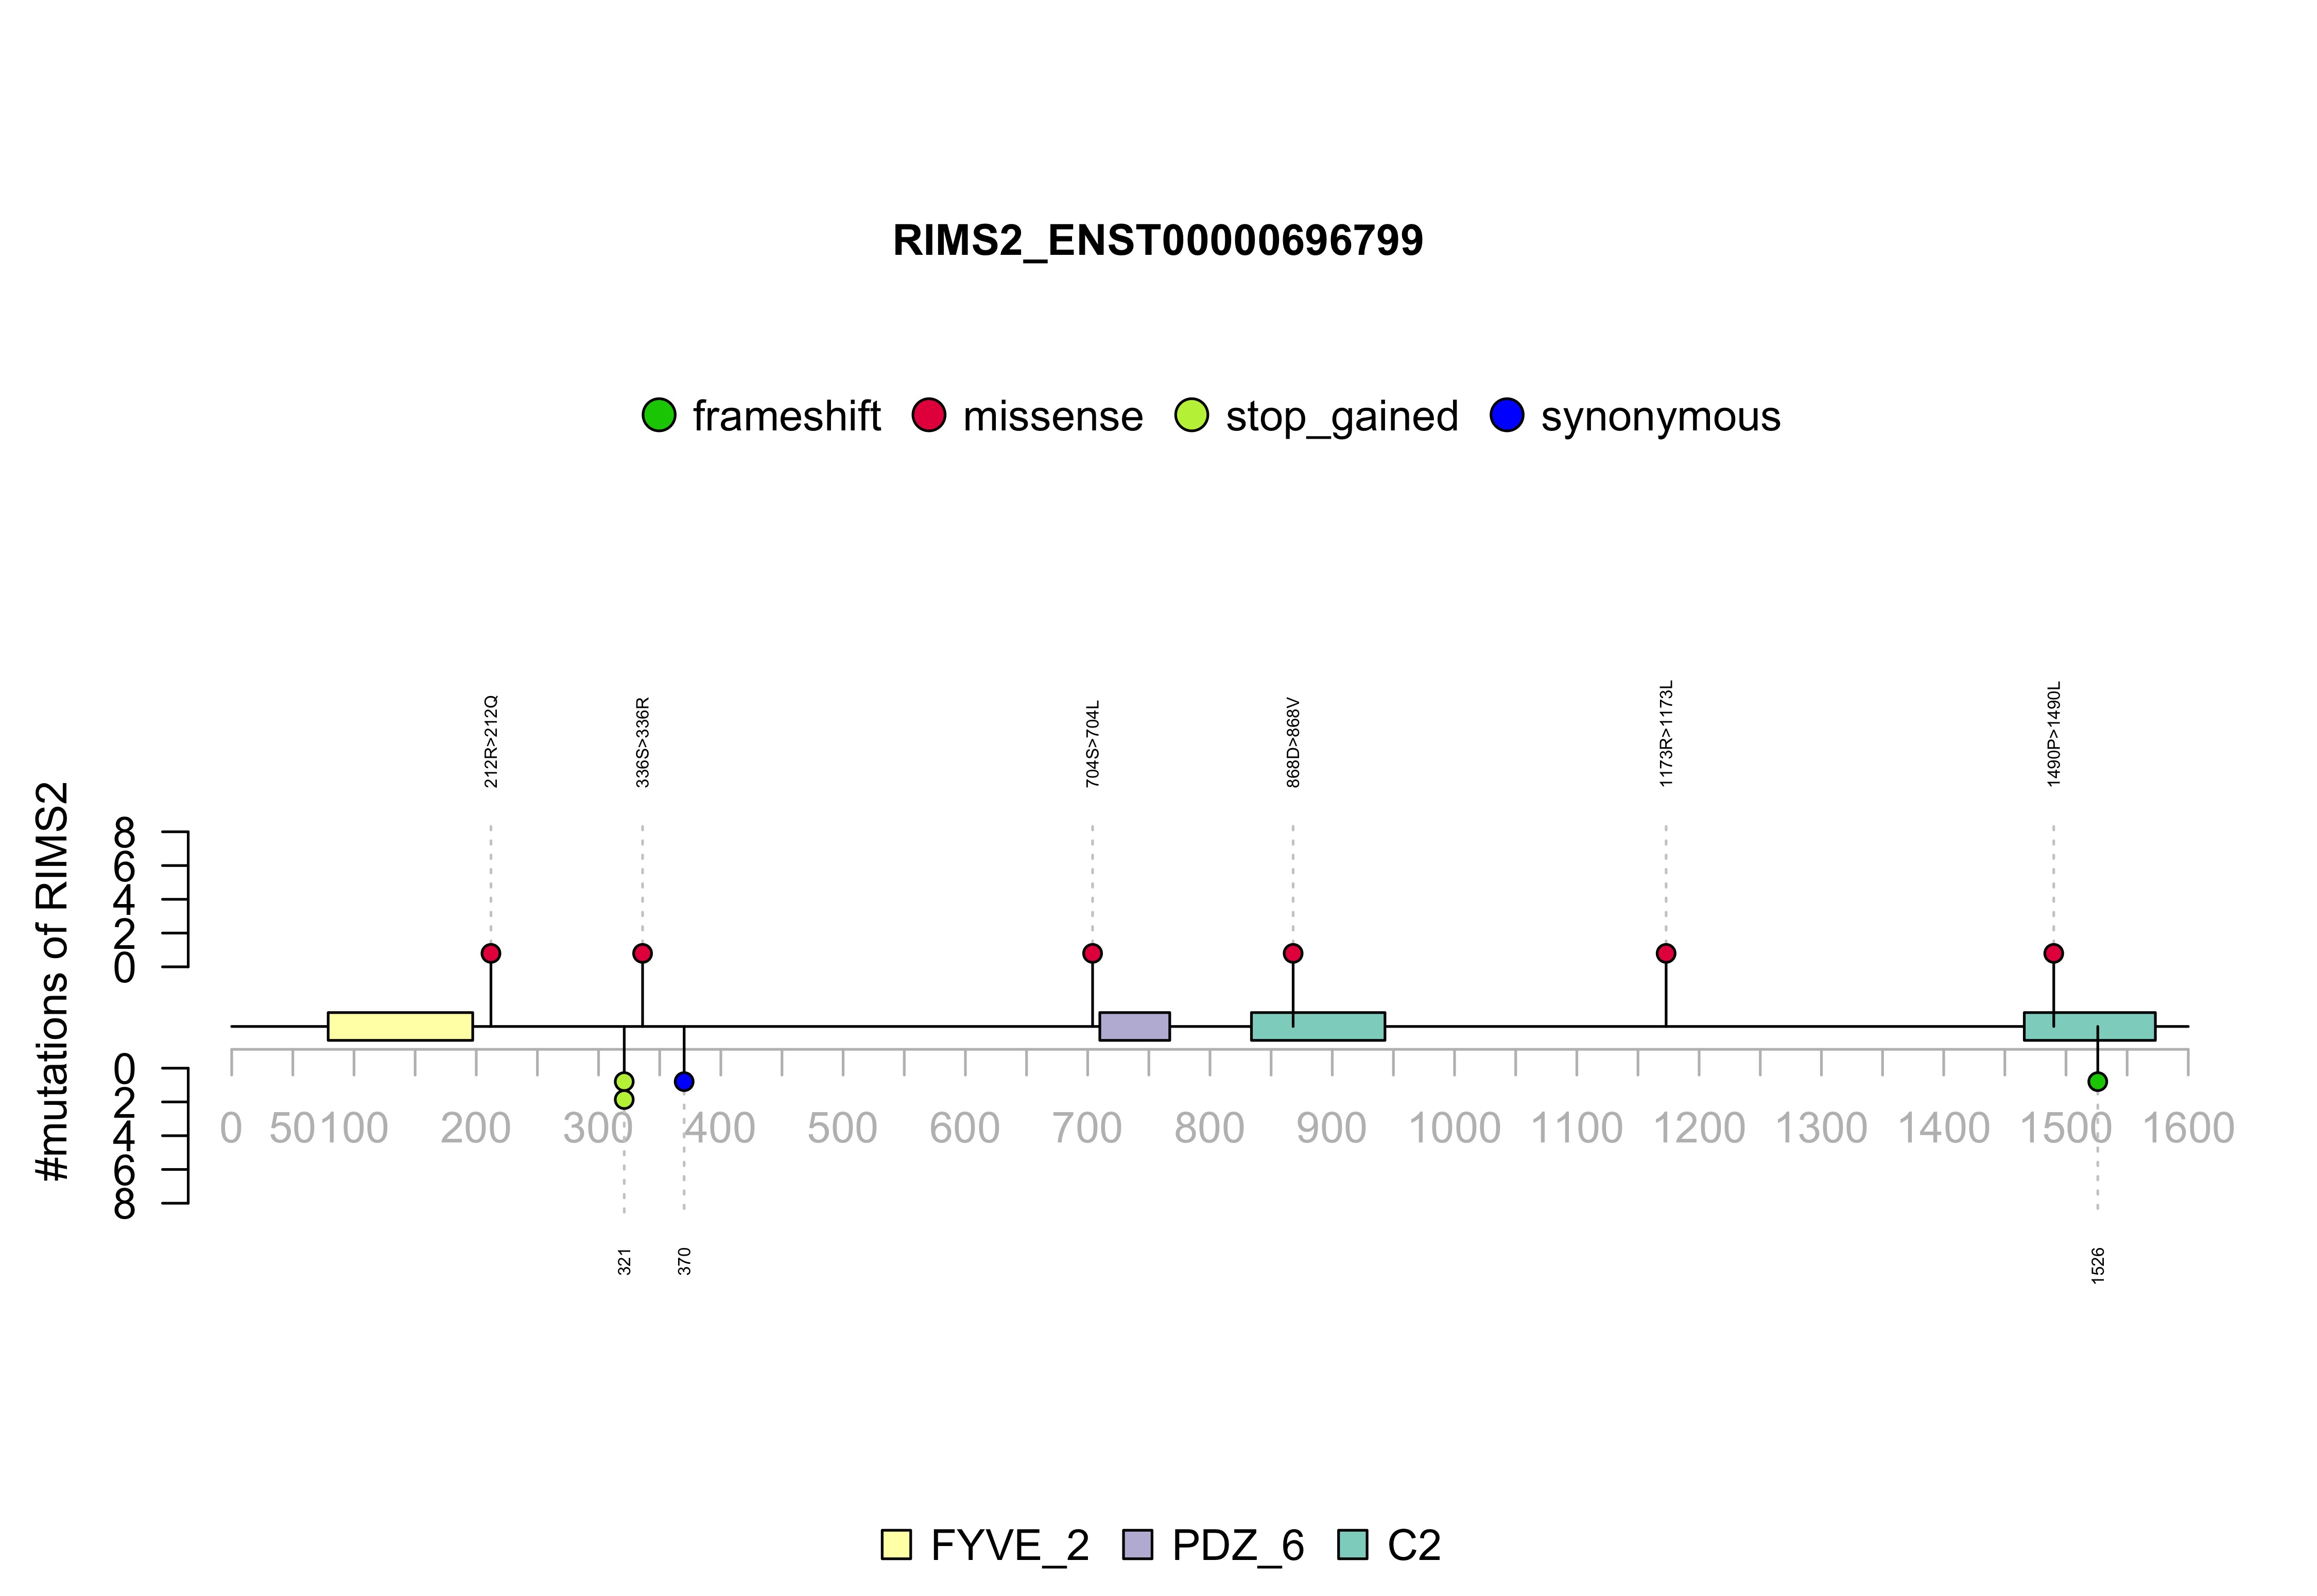 RIMS2_ENST00000696799
frameshift missense stop_gained synonymous
212R>212Q
336S>336R
704S>704L
868D>868V
1173R>1173L
1490P>1490L
#mutations of RIMS2
8
6
4
2
0
0
2
4
6
8
0 50 100 200 300 400 500 600 700 800 900 1000 1100 1200 1300 1400 1500 1600
321
370
1526
FYVE_2 PDZ_6 C2